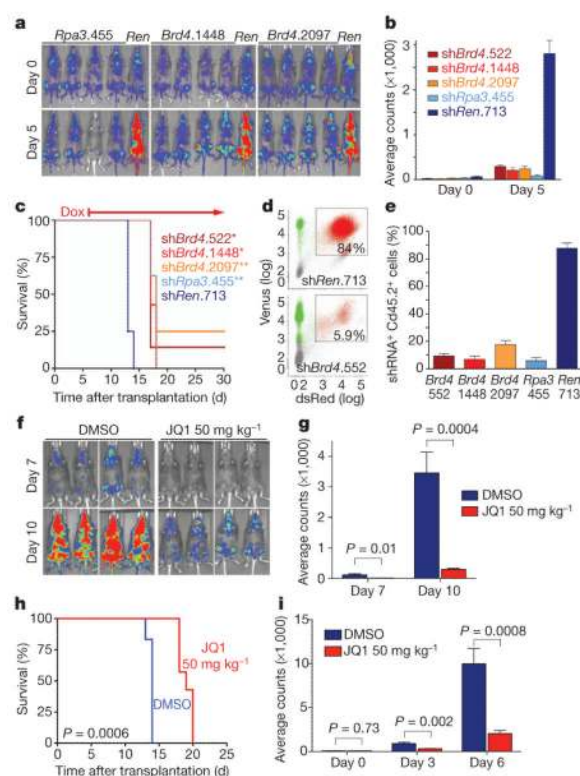 a
Rpa3.455 Ren Brd4.1448 Ren Brd4.2097 Ren
Day 0
Day 5
b
Average counts (×1,000)
3
2
1
0
Day 0 Day 5
shBrd4.522
shBrd4.1448
shBrd4.2097
shRpa3.455
shRen.713
c
Dox
Survival (%)
100
75
50
25
0
0 5 10 15 20 25 30
Time after transplantation (d)
shBrd4.522*
shBrd4.1448*
shBrd4.2097**
shRpa3.455**
shRen.713
d
Venus (log)
5
4
3
2
0
84%
shRen.713
5
4
3
2
0
5.9%
shBrd4.552
0 2 3 4 5
dsRed (log)
e
shRNA+ Cd45.2+ cells (%)
100
80
60
40
20
0
Brd4 Brd4 Brd4 Rpa3 Ren
552 1448 2097 455 713
f
DMSO JQ1 50 mg kg⁻¹
Day 7
Day 10
g
Average counts (×1,000)
4
3
2
1
0
P = 0.0004
P = 0.01
DMSO
JQ1 50 mg kg⁻¹
Day 7 Day 10
h
Survival (%)
100
75
50
25
0
JQ1
50 mg kg⁻¹
DMSO
P = 0.0006
0 5 10 15 20 25
Time after transplantation (d)
i
Average counts (×1,000)
12
10
8
6
4
2
0
DMSO
JQ1 50 mg kg⁻¹
P = 0.0008
P = 0.73
P = 0.002
Day 0 Day 3 Day 6